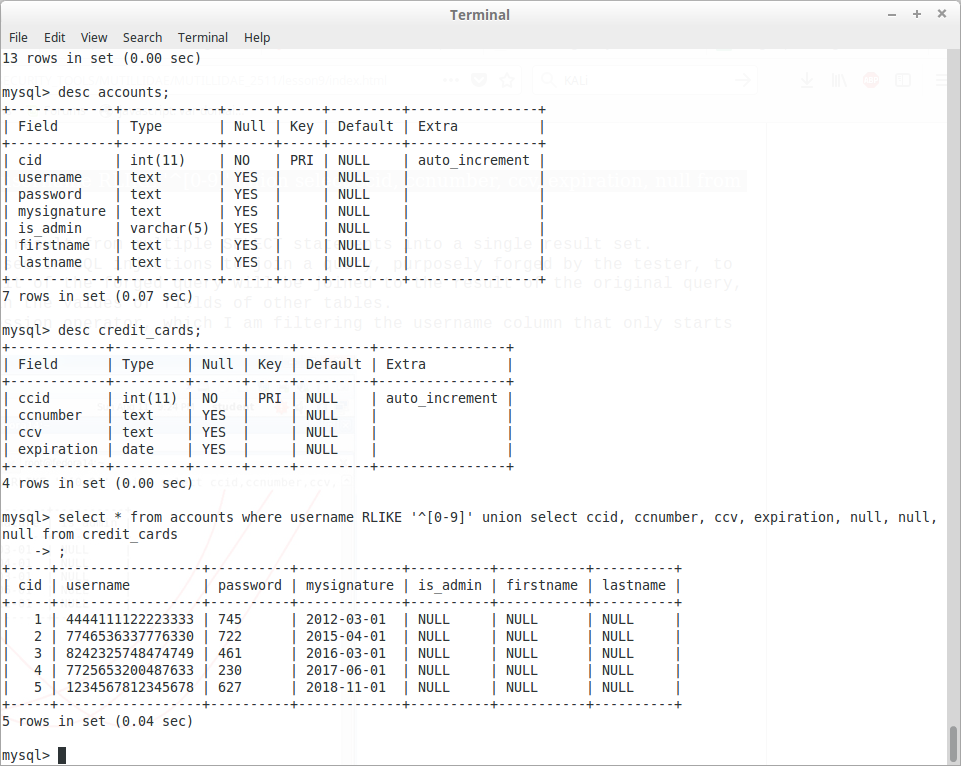 Terminal
File Edit View Search Terminal Help
13 rows in set (0.00 sec)
mysql> desc accounts;
+------------+------------+------+-----+---------+----------------+
| Field      | Type       | Null | Key | Default | Extra          |
+------------+------------+------+-----+---------+----------------+
| cid        | int(11)    | NO   | PRI | NULL    | auto_increment |
| username   | text       | YES  |     | NULL    |                |
| password   | text       | YES  |     | NULL    |                |
| mysignature | text       | YES  |     | NULL    |                |
| is_admin   | varchar(5) | YES  |     | NULL    |                |
| firstname  | text       | YES  |     | NULL    |                |
| lastname   | text       | YES  |     | NULL    |                |
+------------+------------+------+-----+---------+----------------+
7 rows in set (0.07 sec)
mysql> desc credit_cards;
+------------+---------+------+-----+---------+----------------+
| Field      | Type    | Null | Key | Default | Extra          |
+------------+---------+------+-----+---------+----------------+
| ccid       | int(11) | NO   | PRI | NULL    | auto_increment |
| ccnumber   | text    | YES  |     | NULL    |                |
| ccv        | text    | YES  |     | NULL    |                |
| expiration | date    | YES  |     | NULL    |                |
+------------+---------+------+-----+---------+----------------+
4 rows in set (0.00 sec)
mysql> select * from accounts where username RLIKE '^[0-9]' union select ccid, ccnumber, ccv, expiration, null, null,
null from credit_cards
    -> ;
+-----+------------------+----------+-------------+----------+-----------+----------+
| cid | username         | password | mysignature | is_admin | firstname | lastname |
+-----+------------------+----------+-------------+----------+-----------+----------+
|   1 | 4444111122223333 | 745      | 2012-03-01  | NULL     | NULL      | NULL     |
|   2 | 7746536337776330 | 722      | 2015-04-01  | NULL     | NULL      | NULL     |
|   3 | 8242325748474749 | 461      | 2016-03-01  | NULL     | NULL      | NULL     |
|   4 | 7725653200487633 | 230      | 2017-06-01  | NULL     | NULL      | NULL     |
|   5 | 1234567812345678 | 627      | 2018-11-01  | NULL     | NULL      | NULL     |
+-----+------------------+----------+-------------+----------+-----------+----------+
5 rows in set (0.04 sec)
mysql>